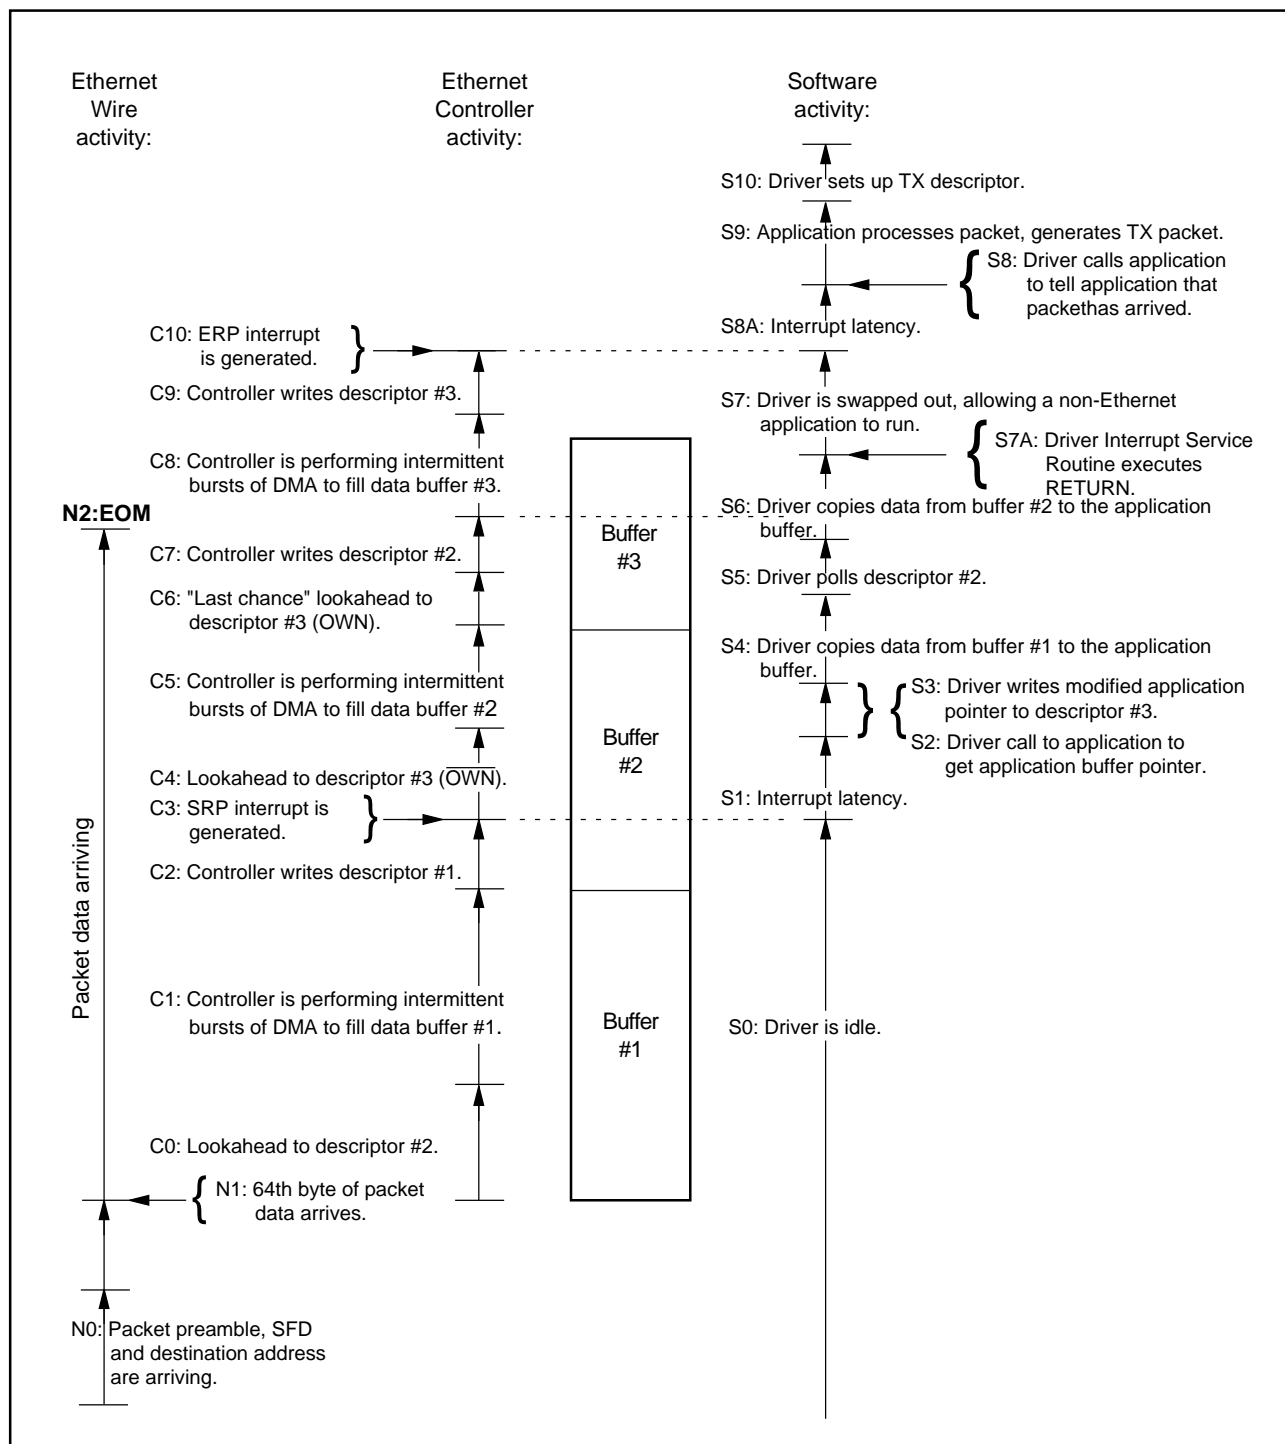 Ethernet
Wire
activity:
Ethernet
Controller
activity:
Software
activity:
S10: Driver sets up TX descriptor.
S9: Application processes packet, generates TX packet.
S8: Driver calls application
to tell application that
packethas arrived.
S8A: Interrupt latency.
C10: ERP interrupt
is generated.
C9: Controller writes descriptor #3.
S7: Driver is swapped out, allowing a non-Ethernet
application to run.
S7A: Driver Interrupt Service
Routine executes
RETURN.
C8: Controller is performing intermittent
bursts of DMA to fill data buffer #3.
N2:EOM
S6: Driver copies data from buffer #2 to the application
buffer.
Buffer
#3
C7: Controller writes descriptor #2.
S5: Driver polls descriptor #2.
C6: "Last chance" lookahead to
descriptor #3 (OWN).
S4: Driver copies data from buffer #1 to the application
buffer.
C5: Controller is performing intermittent
bursts of DMA to fill data buffer #2
S3: Driver writes modified application
pointer to descriptor #3.
Buffer
#2
S2: Driver call to application to
get application buffer pointer.
C4: Lookahead to descriptor #3 (O̅W̅N̅).
S1: Interrupt latency.
C3: SRP interrupt is
generated.
C2: Controller writes descriptor #1.
Packet data arriving
C1: Controller is performing intermittent
bursts of DMA to fill data buffer #1.
Buffer
#1
S0: Driver is idle.
C0: Lookahead to descriptor #2.
N1: 64th byte of packet
data arrives.
N0: Packet preamble, SFD
and destination address
are arriving.